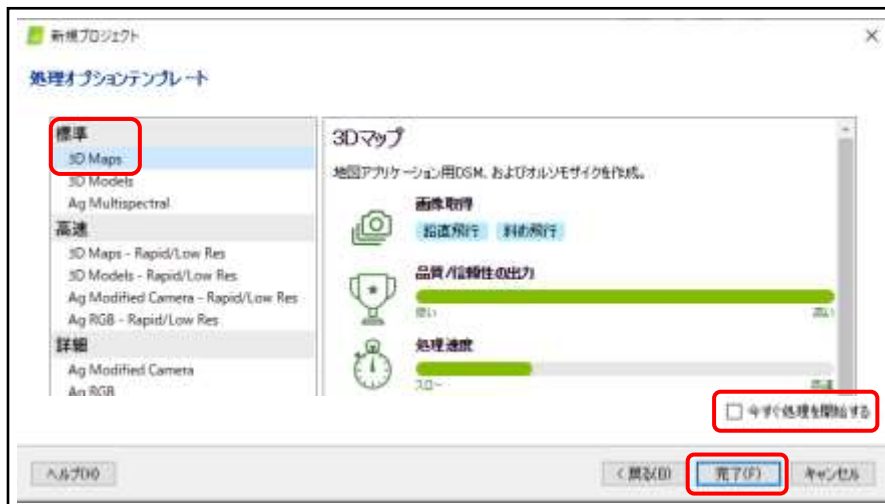 新規プロジェクト
処理オプションテンプレート
標準
3D Maps
3D Models
Ag Multispectral
高速
3D Maps - Rapid/Low Res
3D Models - Rapid/Low Res
Ag Modified Camera - Rapid/Low Res
Ag RGB - Rapid/Low Res
詳細
Ag Modified Camera
Ag RGB
3Dマップ
地図アプリケーション用DSM、およびオルソモザイクを作成。
画像取得
鉛直飛行 斜め飛行
品質/信頼性の出力
低い 高い
処理速度
スロー 高速
今すぐ処理を開始する
ヘルプ(H) < 戻る(B) 完了(F) キャンセル